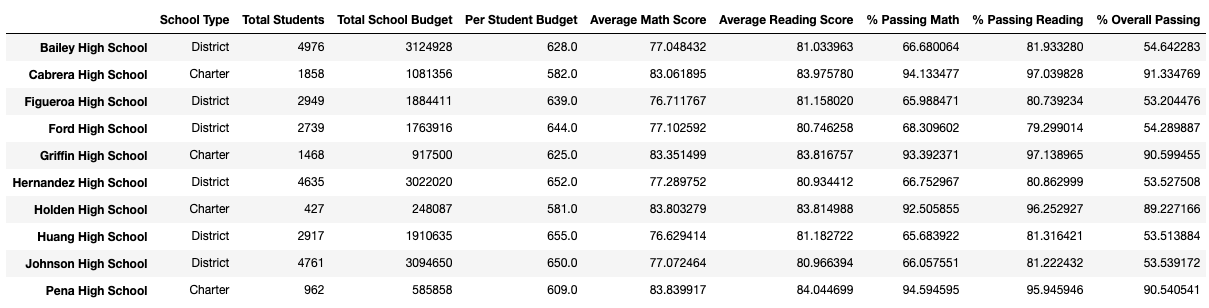 School Type Total Students Total School Budget Per Student Budget Average Math Score Average Reading Score % Passing Math % Passing Reading % Overall Passing
Bailey High School District 4976 3124928 628.0 77.048432 81.033963 66.680064 81.933280 54.642283
Cabrera High School Charter 1858 1081356 582.0 83.061895 83.975780 94.133477 97.039828 91.334769
Figueroa High School District 2949 1884411 639.0 76.711767 81.158020 65.988471 80.739234 53.204476
Ford High School District 2739 1763916 644.0 77.102592 80.746258 68.309602 79.299014 54.289887
Griffin High School Charter 1468 917500 625.0 83.351499 83.816757 93.392371 97.138965 90.599455
Hernandez High School District 4635 3022020 652.0 77.289752 80.934412 66.752967 80.862999 53.527508
Holden High School Charter 427 248087 581.0 83.803279 83.814988 92.505855 96.252927 89.227166
Huang High School District 2917 1910635 655.0 76.629414 81.182722 65.683922 81.316421 53.513884
Johnson High School District 4761 3094650 650.0 77.072464 80.966394 66.057551 81.222432 53.539172
Pena High School Charter 962 585858 609.0 83.839917 84.044699 94.594595 95.945946 90.540541